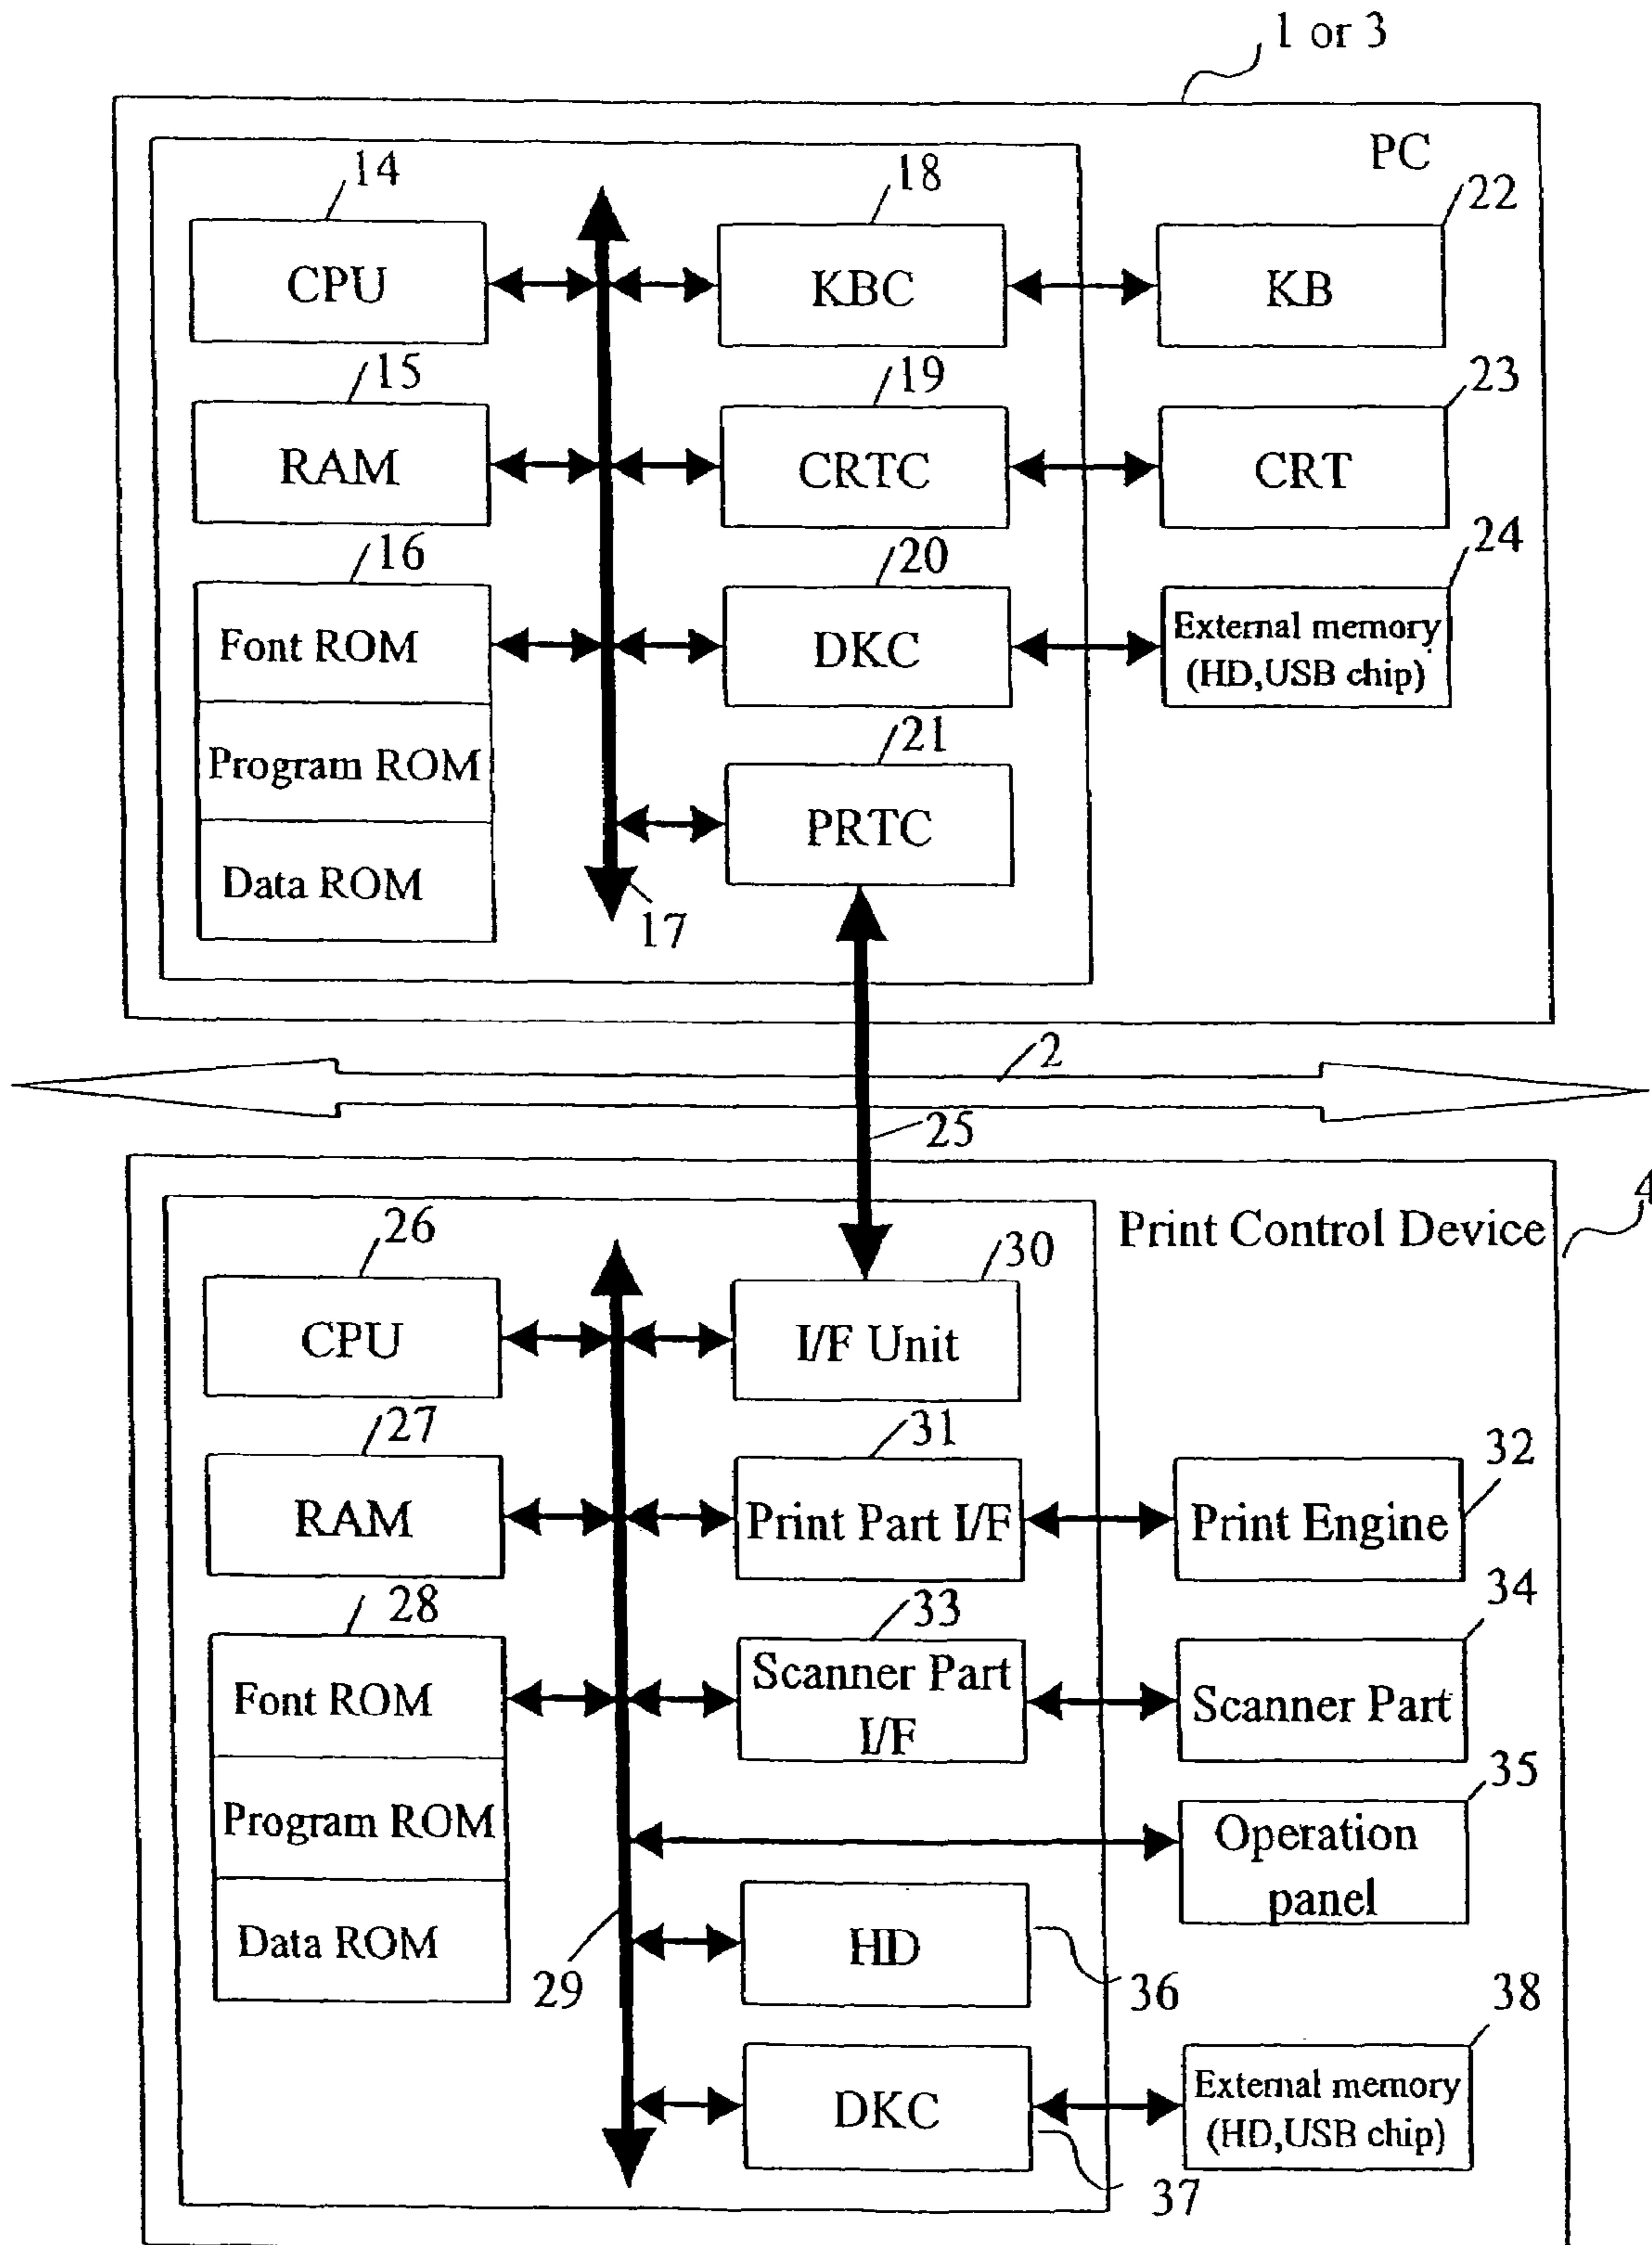 1 or 3
PC
14
18
22
CPU
KBC
KB
15
19
23
RAM
CRTC
CRT
16
20
24
Font ROM
DKC
External memory
(HD,USB chip)
21
Program ROM
PRTC
Data ROM
17
2
25
4
Print Control Device
26
30
CPU
I/F Unit
27
31
32
RAM
Print Part I/F
Print Engine
28
33
34
Font ROM
Scanner Part
I/F
Scanner Part
35
Program ROM
Operation
panel
Data ROM
HD
29
36
38
DKC
External memory
(HD,USB chip)
37